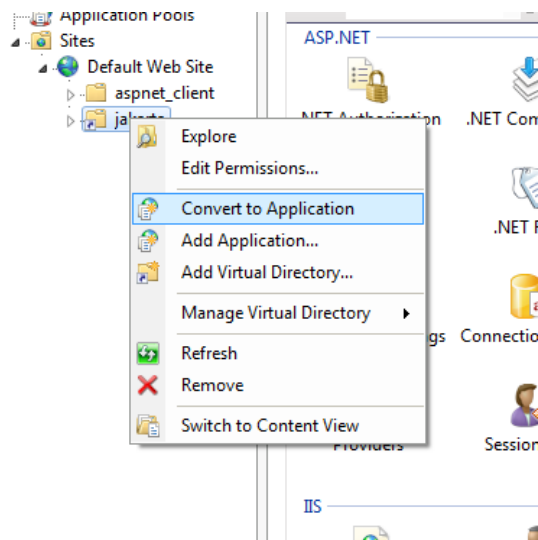 Application Pools
Sites
Default Web Site
aspnet_client
jakarta
Explore
Edit Permissions...
Convert to Application
Add Application...
Add Virtual Directory...
Manage Virtual Directory
Refresh
Remove
Switch to Content View
ASP.NET
.NET Authorization
.NET Com
.NET
gs
Connectio
Providers
Session
IIS